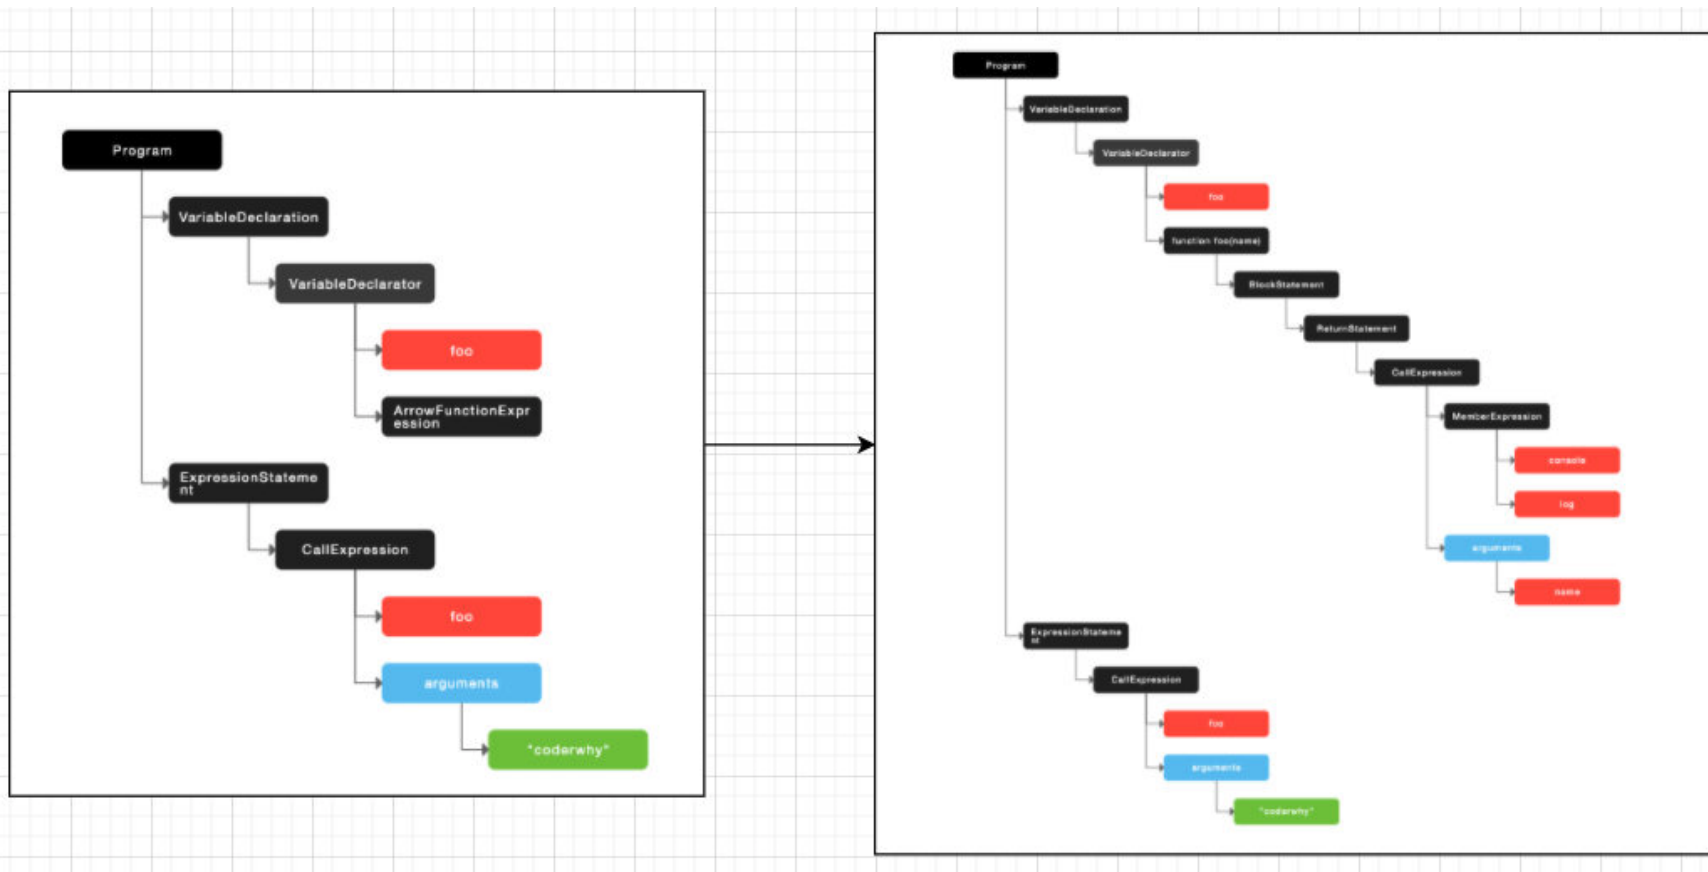 Program
VariableDeclaration
VariableDeclarator
foo
ArrowFunctionExpr
ession
ExpressionStateme
nt
CallExpression
foo
arguments
"coderwhy"
Program
VariableDeclaration
VariableDeclarator
foo
function foo(name)
BlockStatement
ReturnStatement
CallExpression
MemberExpression
console
log
arguments
name
ExpressionStateme
nt
CallExpression
foo
arguments
"coderwhy"